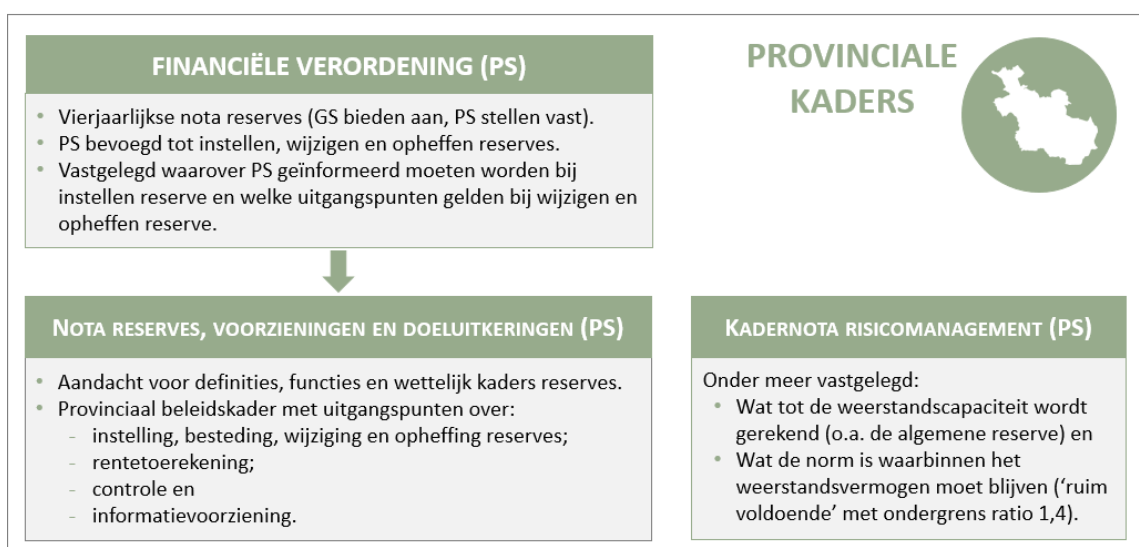 FINANCIËLE VERORDENING (PS)
• Vierjaarlijkse nota reserves (GS bieden aan, PS stellen vast).
• PS bevoegd tot instellen, wijzigen en opheffen reserves.
• Vastgelegd waarover PS geïnformeerd moeten worden bij
instellen reserve en welke uitgangspunten gelden bij wijzigen en
opheffen reserve.
PROVINCIALE
KADERS
NOTA RESERVES, VOORZIENINGEN EN DOELUITKERINGEN (PS)
• Aandacht voor definities, functies en wettelijk kaders reserves.
• Provinciaal beleidskader met uitgangspunten over:
- instelling, besteding, wijziging en opheffing reserves;
- rentetoerekening;
- controle en
- informatievoorziening.
KADERNOTA RISICOMANAGEMENT (PS)
Onder meer vastgelegd:
• Wat tot de weerstandscapaciteit wordt
gerekend (o.a. de algemene reserve) en
• Wat de norm is waarbinnen het
weerstandsvermogen moet blijven (‘ruim
voldoende’ met ondergrens ratio 1,4).